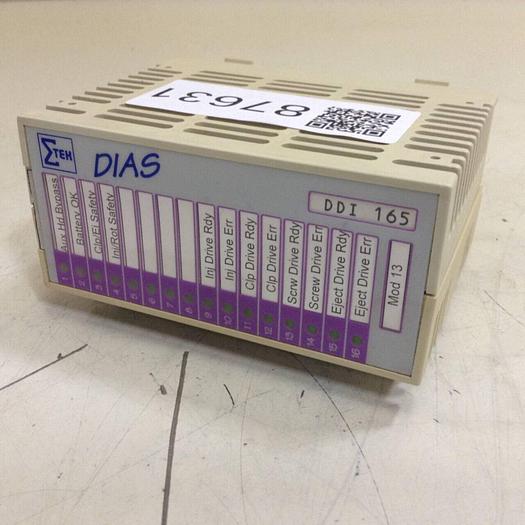 87631
ΣTEH
DIAS
DDI 165
Aux Hd Bypass
Battery OK
Clp/Ej Safety
Inj/Rot Safety
Inj Drive Rdy
Inj Drive Err
Clp Drive Rdy
Clp Drive Err
Scrw Drive Rdy
Screw Drive Err
Eject Drive Rdy
Eject Drive Err
Mod 13
1
2
3
4
5
6
7
8
9
10
11
12
13
14
15
16